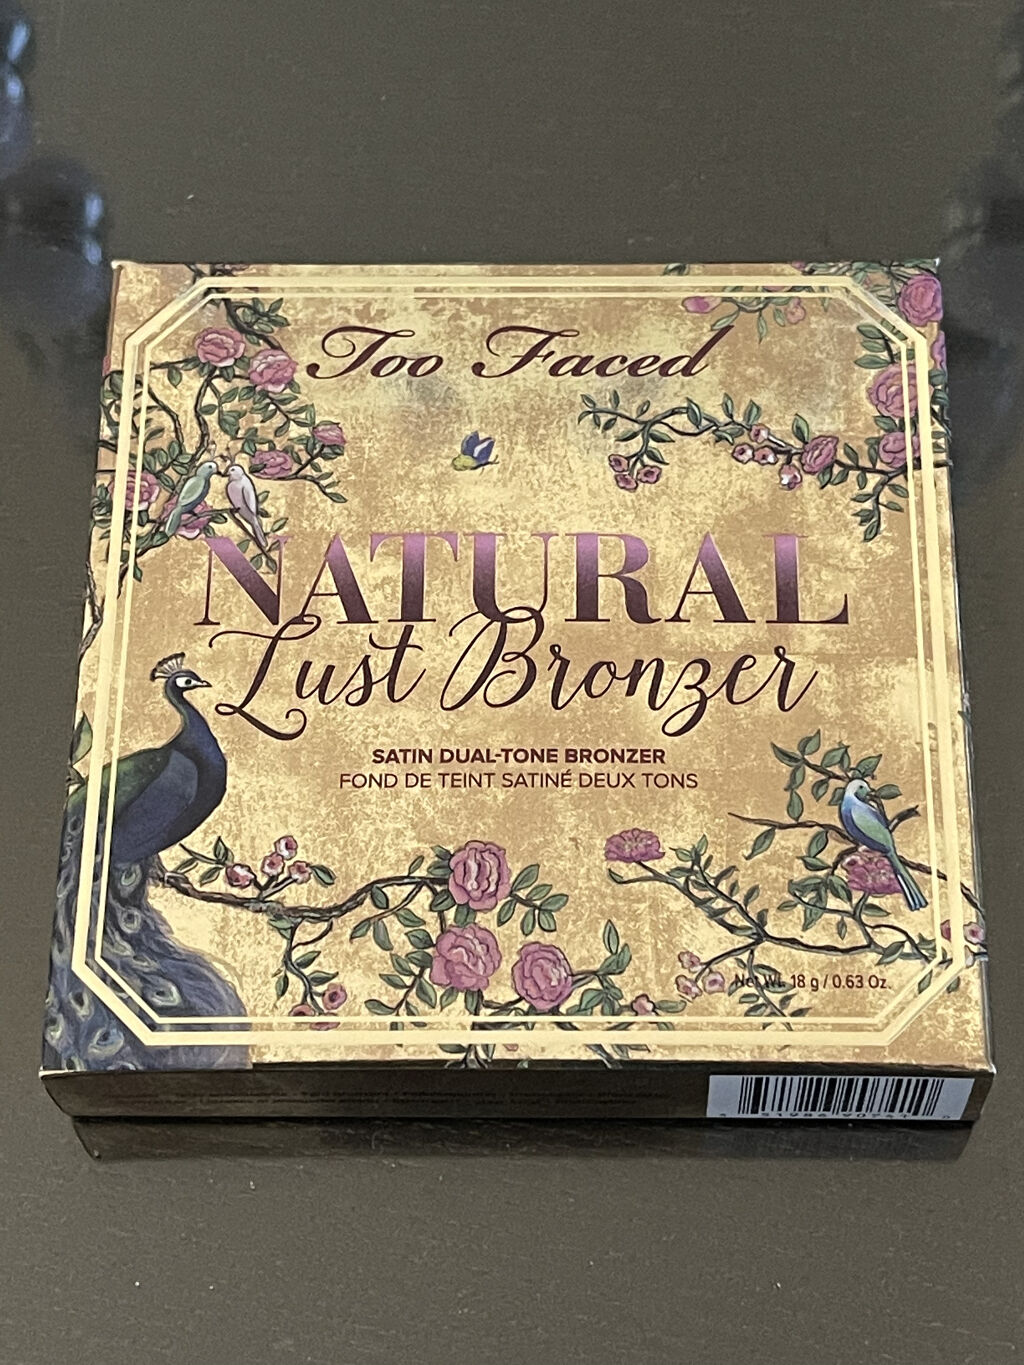 Too Faced
NATURAL
Lust Bronzer
SATIN DUAL-TONE BRONZER
FOND DE TEINT SATINÉ DEUX TONS
Net Wt. 18 g / 0.63 Oz.